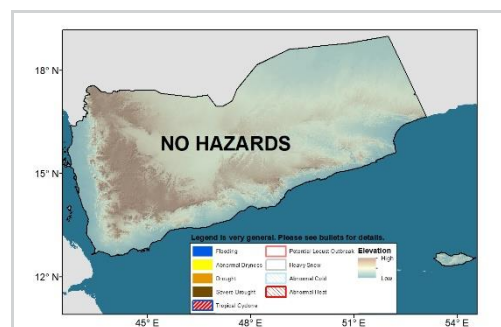 18° N
NO HAZARDS
15° N
Legend is very general. Please see bullets for details.
Flooding
Abnormal Dryness
Drought
Severe Drought
Tropical Cyclone
Potential Locust Outbreak
Heavy Snow
Abnormal Cold
Abnormal Heat
Elevation
High
Low
12° N
45° E
48° E
51° E
54° E